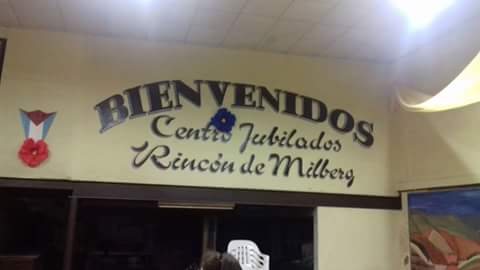 BIENVENIDOS
Centro Jubilados
Rincón de Milberg